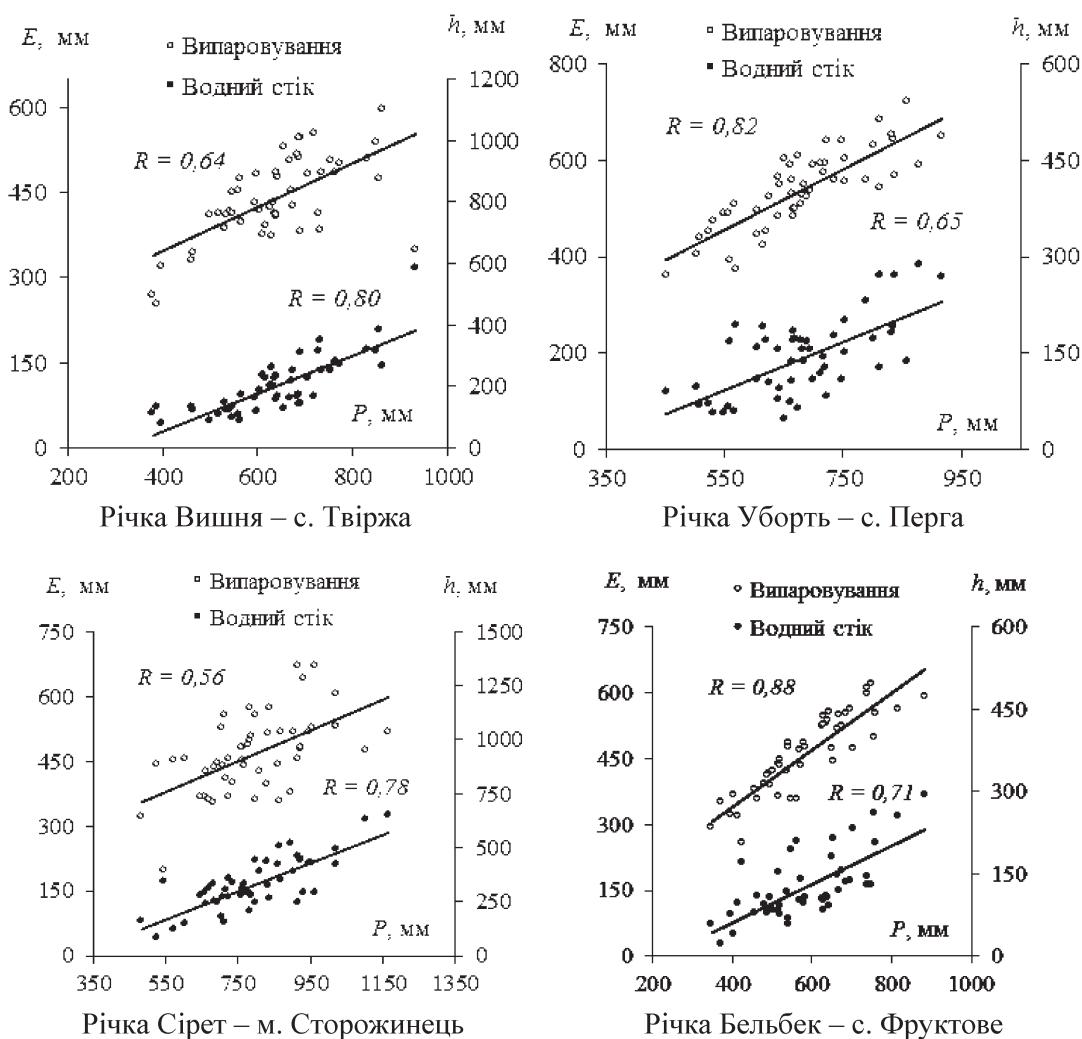 E, мм
h, мм
○ Випаровування
• Водний стік
600
450
300
150
0
1200
1000
800
600
400
200
0
R = 0,64
R = 0,80
P, мм
200 400 600 800 1000
Річка Вишня – с. Твіржа
E, мм
h, мм
○ Випаровування
• Водний стік
800
600
400
200
0
600
450
300
150
0
R = 0,82
R = 0,65
P, мм
350 550 750 950
Річка Уборть – с. Перга
E, мм
h, мм
○ Випаровування
• Водний стік
750
600
450
300
150
0
1500
1250
1000
750
500
250
0
R = 0,56
R = 0,78
P, мм
350 550 750 950 1150 1350
Річка Сірет – м. Сторожинець
E, мм
h, мм
○ Випаровування
• Водний стік
750
600
450
300
150
0
600
500
400
300
200
100
0
R = 0,88
R = 0,71
P, мм
200 400 600 800 1000
Річка Бельбек – с. Фруктове